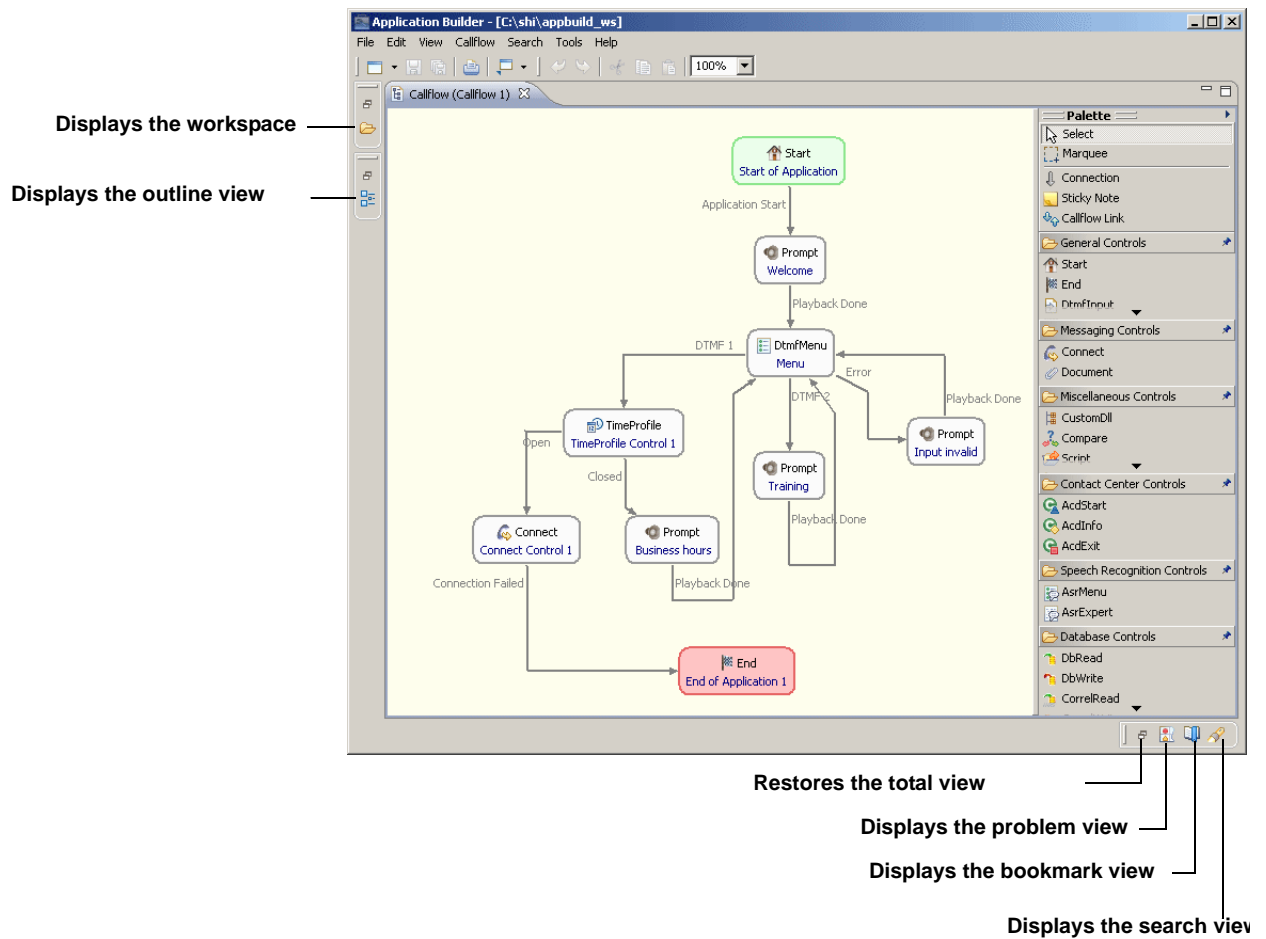 Application Builder - [C:\shi\appbuild_ws]
File Edit View Callflow Search Tools Help
100%
Callflow (Callflow 1)
Displays the workspace
Displays the outline view
Start
Start of Application
Application Start
Prompt
Welcome
Playback Done
DtmfMenu
Menu
DTMF 1
DTMF 2
Error
Playback Done
TimeProfile
TimeProfile Control 1
Prompt
Input invalid
Open
Closed
Prompt
Training
Playback Done
Connect
Connect Control 1
Prompt
Business hours
Connection Failed
Playback Done
End
End of Application 1
Palette
Select
Marquee
Connection
Sticky Note
Callflow Link
General Controls
Start
End
DtmfInput
Messaging Controls
Connect
Document
Miscellaneous Controls
CustomDll
Compare
Script
Contact Center Controls
AcdStart
AcdInfo
AcdExit
Speech Recognition Controls
AsrMenu
AsrExpert
Database Controls
DbRead
DbWrite
CorrelRead
Restores the total view
Displays the problem view
Displays the bookmark view
Displays the search view